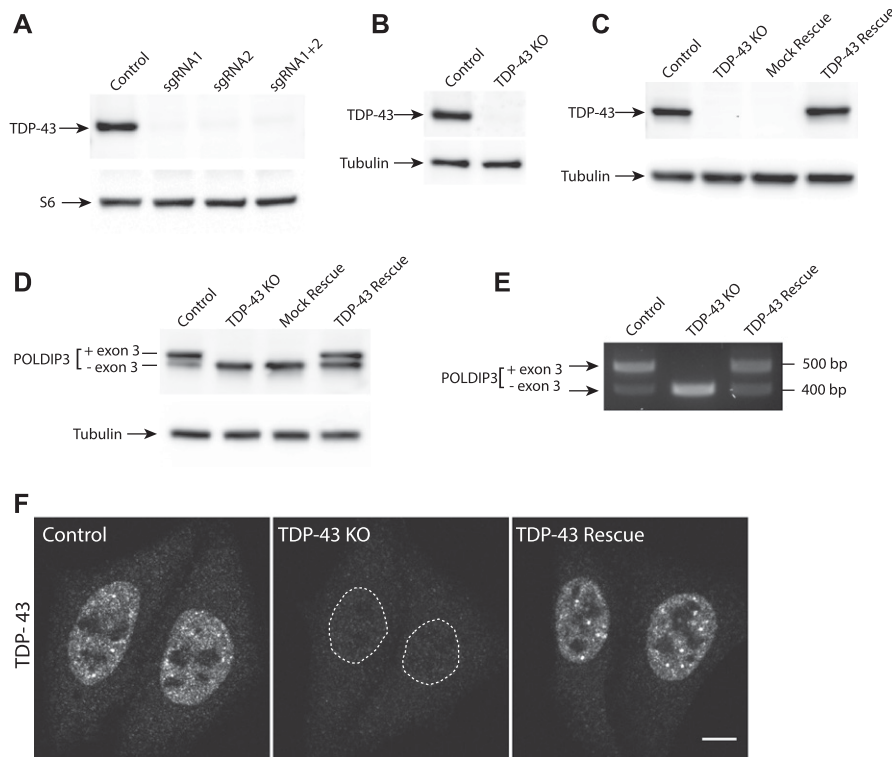 A
Control
sgRNA1
sgRNA2
sgRNA1+2
TDP-43
S6
B
Control
TDP-43 KO
TDP-43
Tubulin
C
Control
TDP-43 KO
Mock Rescue
TDP-43 Rescue
TDP-43
Tubulin
D
Control
TDP-43 KO
Mock Rescue
TDP-43 Rescue
POLDIP3
+ exon 3
- exon 3
Tubulin
E
Control
TDP-43 KO
TDP-43 Rescue
POLDIP3
+ exon 3
- exon 3
500 bp
400 bp
F
TDP-43
Control
TDP-43 KO
TDP-43 Rescue